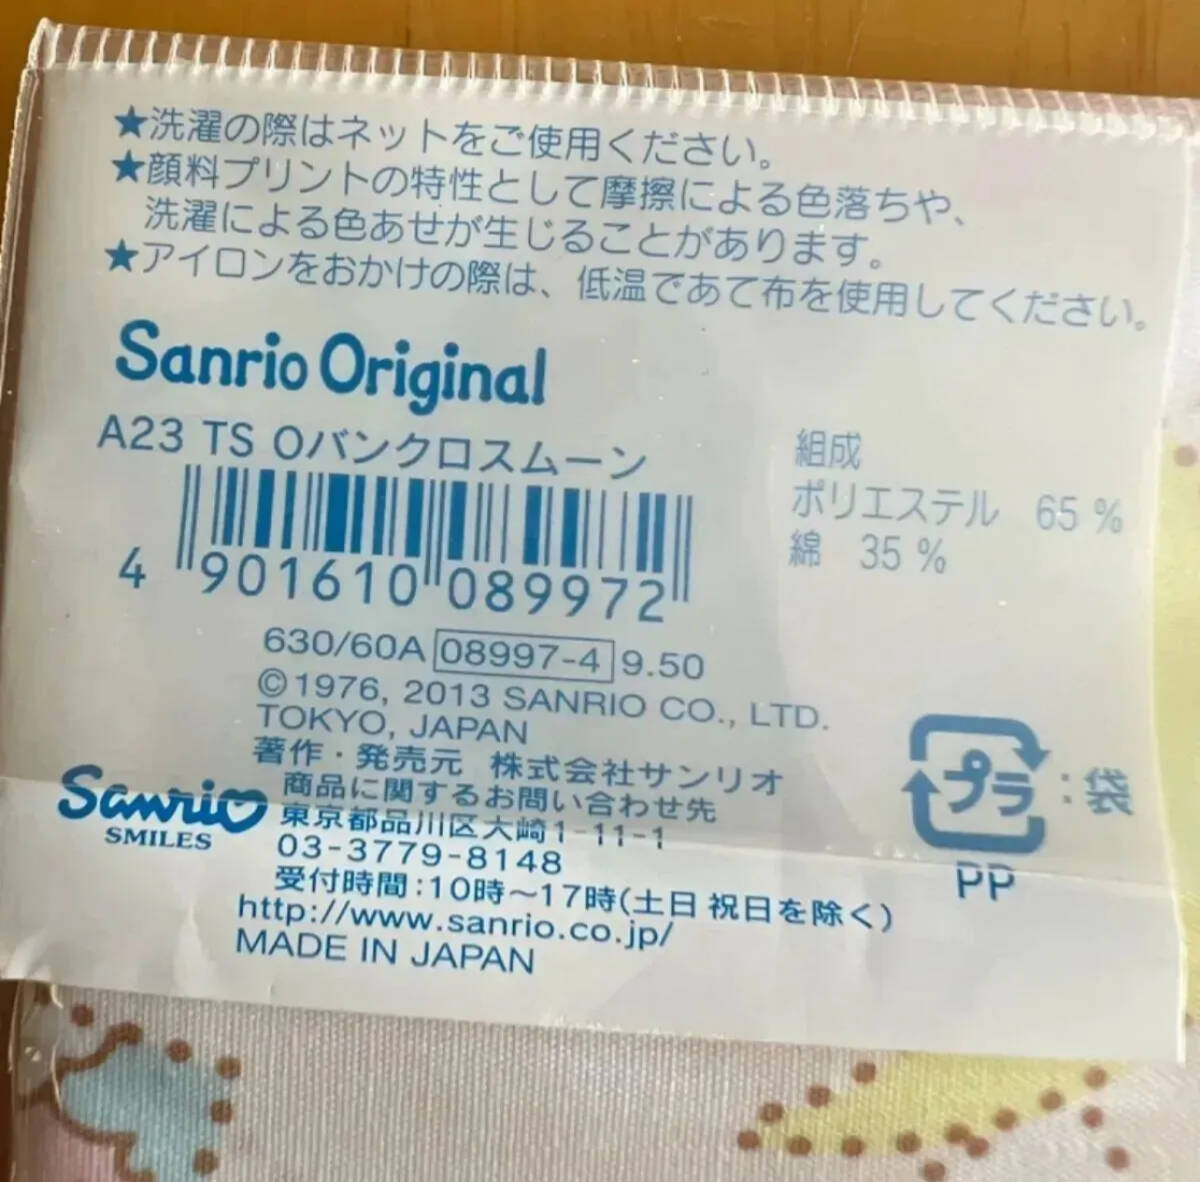 ★洗濯の際はネットをご使用ください。
★顔料プリントの特性として摩擦による色落ちや、
洗濯による色あせが生じることがあります。
★アイロンをおかけの際は、低温であて布を使用してください。
Sanrio Original
A23 TS Oバンクロスムーン
4 901610 089972
組成
ポリエステル 65 %
綿 35 %
630/60A 08997-4 9.50
©1976, 2013 SANRIO CO., LTD.
TOKYO, JAPAN
著作・発売元 株式会社サンリオ
Sanrio
SMILES
商品に関するお問い合わせ先
東京都品川区大崎1-11-1
03-3779-8148
受付時間:10時〜17時(土日 祝日を除く)
http://www.sanrio.co.jp/
MADE IN JAPAN
プラ:袋
PP